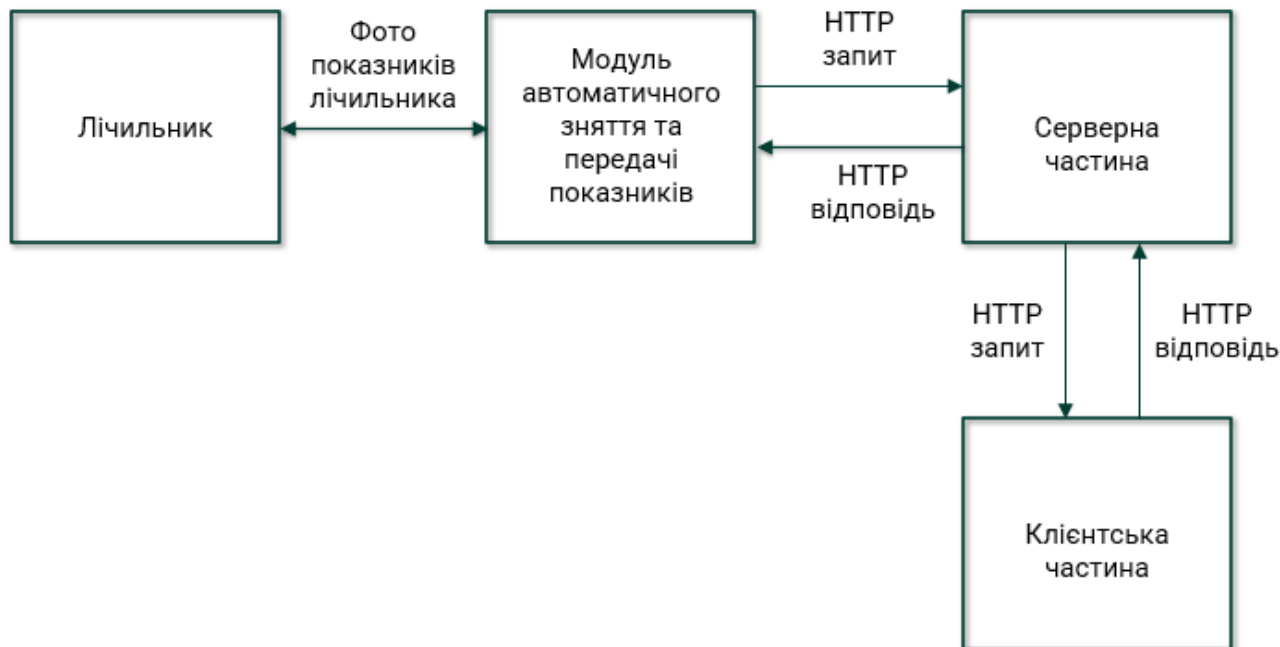 Лічильник
Фото
показників
лічильника
Модуль
автоматичного
зняття та
передачі
показників
HTTP
запит
HTTP
відповідь
Серверна
частина
HTTP
запит
HTTP
відповідь
Клієнтська
частина